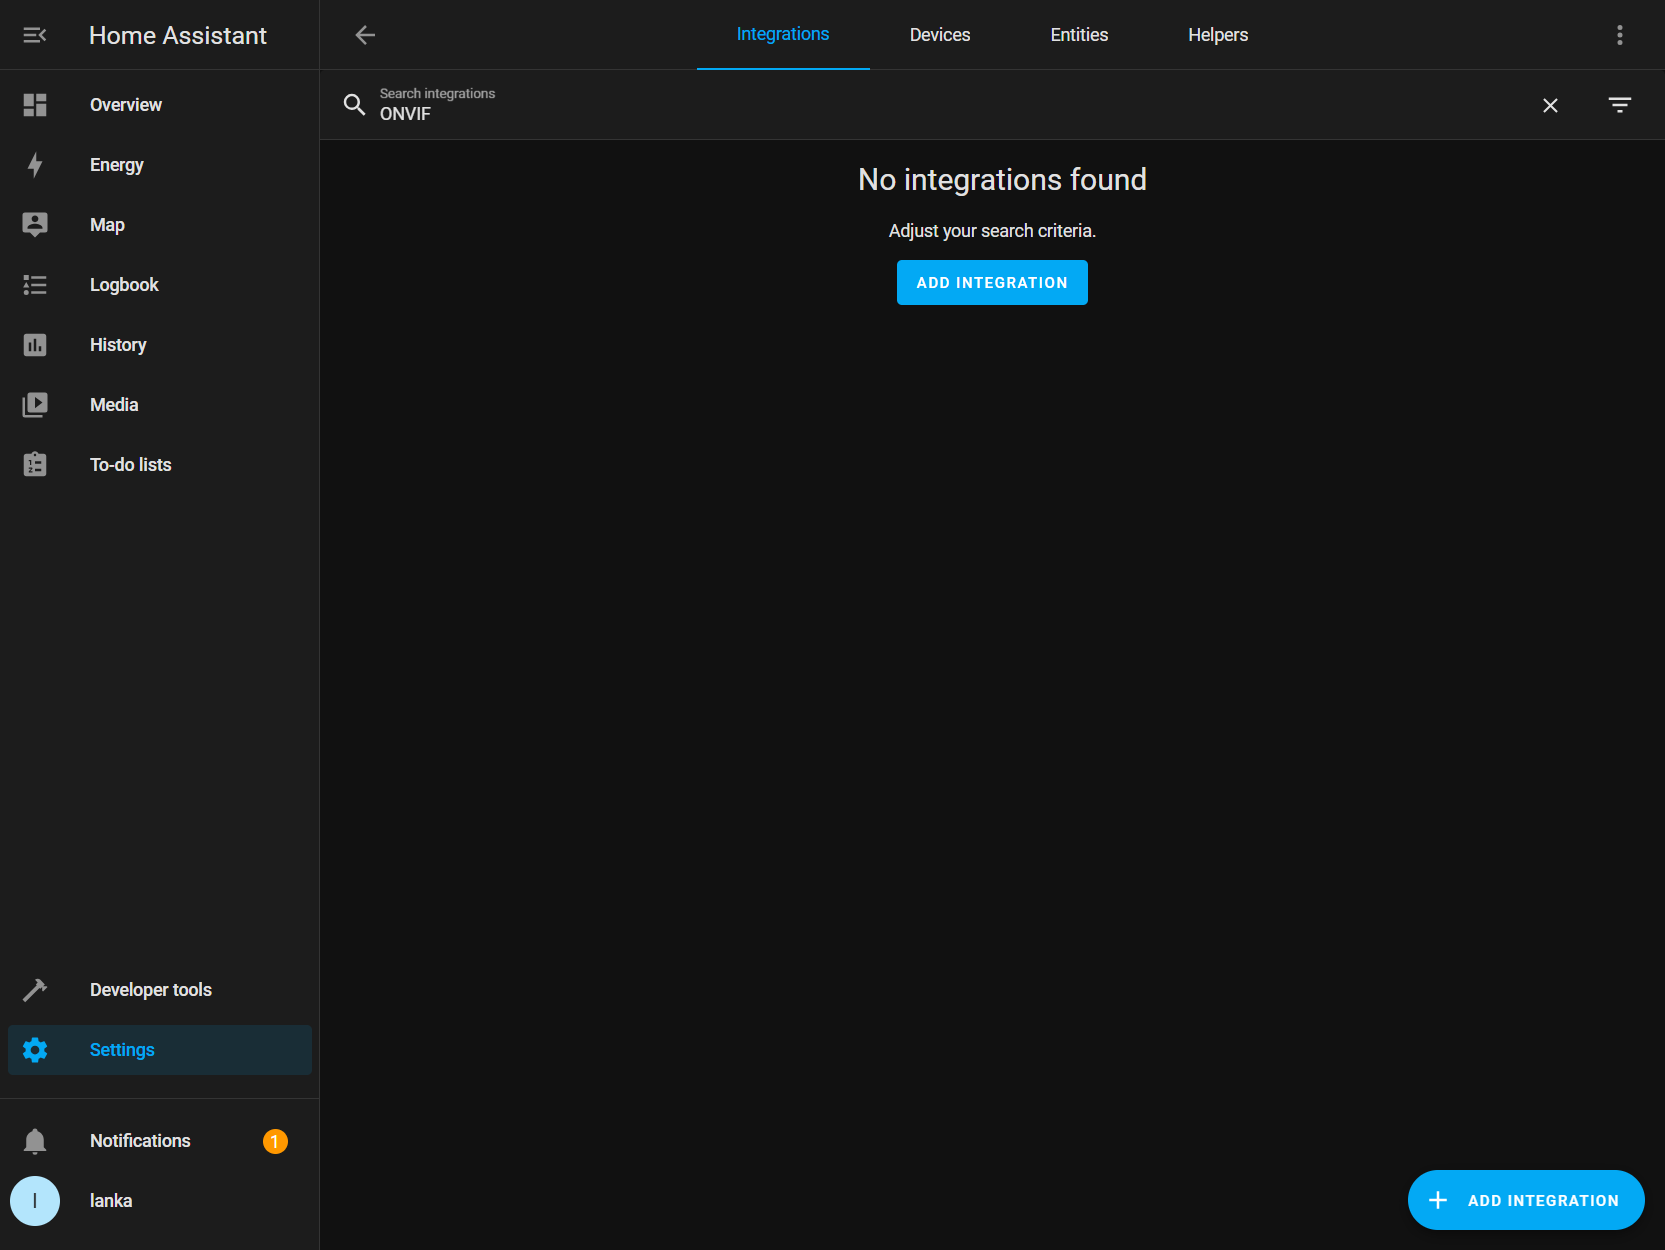 Home Assistant
Integrations
Devices
Entities
Helpers
Overview
Energy
Map
Logbook
History
Media
To-do lists
Search integrations
ONVIF
No integrations found
Adjust your search criteria.
ADD INTEGRATION
Developer tools
Settings
Notifications
1
l
lanka
ADD INTEGRATION